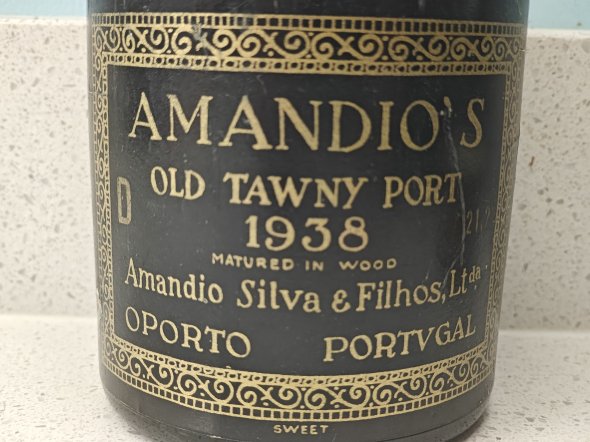 AMANDIO'S
OLD TAWNY PORT
D
1938
MATURED IN WOOD
Amandio Silva & Filhos, Ltda
OPORTO PORTVGAL
SWEET